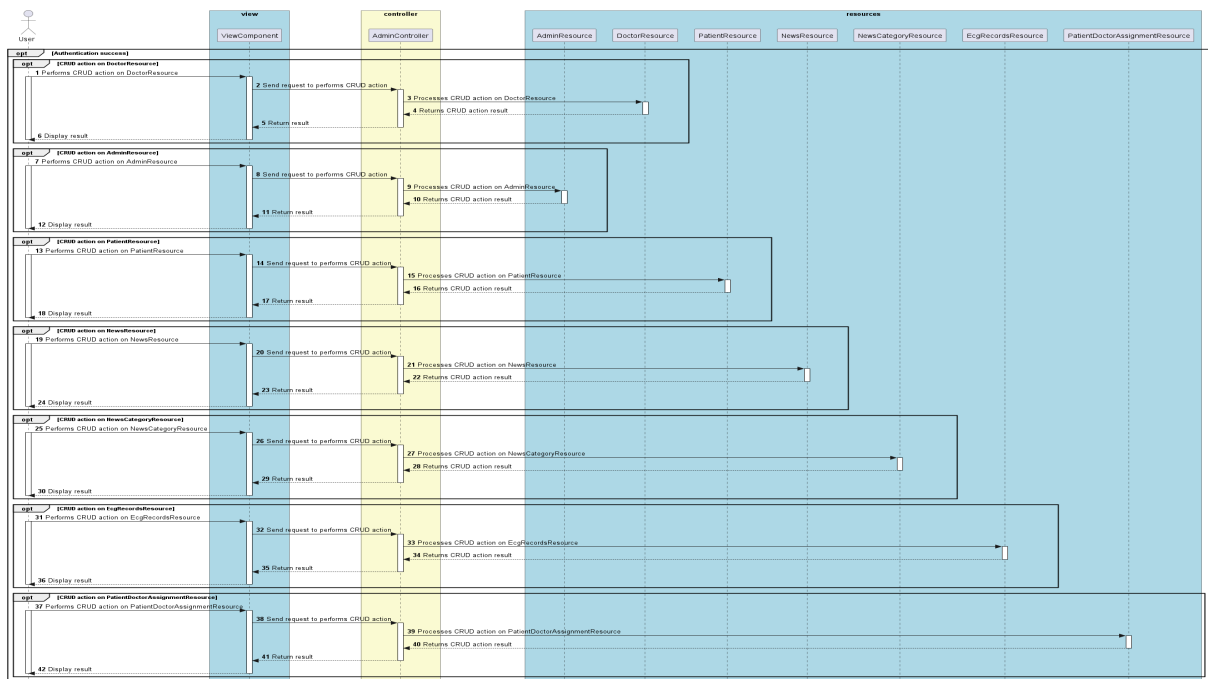 view
controller
resources
User
ViewComponent
AdminController
AdminResource
DoctorResource
PatientResource
NewsResource
NewsCategoryResource
EcgRecordsResource
PatientDoctorAssignmentResource
opt [Authentication success]
opt [CRUD action on DoctorResource]
1 Performs CRUD action on DoctorResource
2 Send request to performs CRUD action
3 Processes CRUD action on DoctorResource
4 Returns CRUD action result
5 Return result
6 Display result
opt [CRUD action on AdminResource]
7 Performs CRUD action on AdminResource
8 Send request to performs CRUD action
9 Processes CRUD action on AdminResource
10 Returns CRUD action result
11 Return result
12 Display result
opt [CRUD action on PatientResource]
13 Performs CRUD action on PatientResource
14 Send request to performs CRUD action
15 Processes CRUD action on PatientResource
16 Returns CRUD action result
17 Return result
18 Display result
opt [CRUD action on NewsResource]
19 Performs CRUD action on NewsResource
20 Send request to performs CRUD action
21 Processes CRUD action on NewsResource
22 Returns CRUD action result
23 Return result
24 Display result
opt [CRUD action on NewsCategoryResource]
25 Performs CRUD action on NewsCategoryResource
26 Send request to performs CRUD action
27 Processes CRUD action on NewsCategoryResource
28 Returns CRUD action result
29 Return result
30 Display result
opt [CRUD action on EcgRecordsResource]
31 Performs CRUD action on EcgRecordsResource
32 Send request to performs CRUD action
33 Processes CRUD action on EcgRecordsResource
34 Returns CRUD action result
35 Return result
36 Display result
opt [CRUD action on PatientDoctorAssignmentResource]
37 Performs CRUD action on PatientDoctorAssignmentResource
38 Send request to performs CRUD action
39 Processes CRUD action on PatientDoctorAssignmentResource
40 Returns CRUD action result
41 Return result
42 Display result